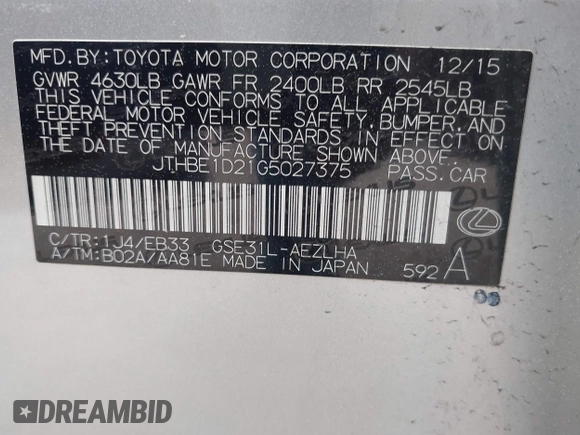 MFD.BY:TOYOTA MOTOR CORPORATION 12/15
GVWR 4630LB GAWR FR 2400LB RR 2545LB
THIS VEHICLE CONFORMS TO ALL APPLICABLE
FEDERAL MOTOR VEHICLE SAFETY,BUMPER,AND
THEFT PREVENTION STANDARDS IN EFFECT ON
THE DATE OF MANUFACTURE SHOWN ABOVE.
JTHBE1D21G5027375 PASS.CAR
C/TR:1J4/EB33 GSE31L-AEZLHA
A/TM:B02A/AA81E MADE IN JAPAN 592 A
DREAMBID